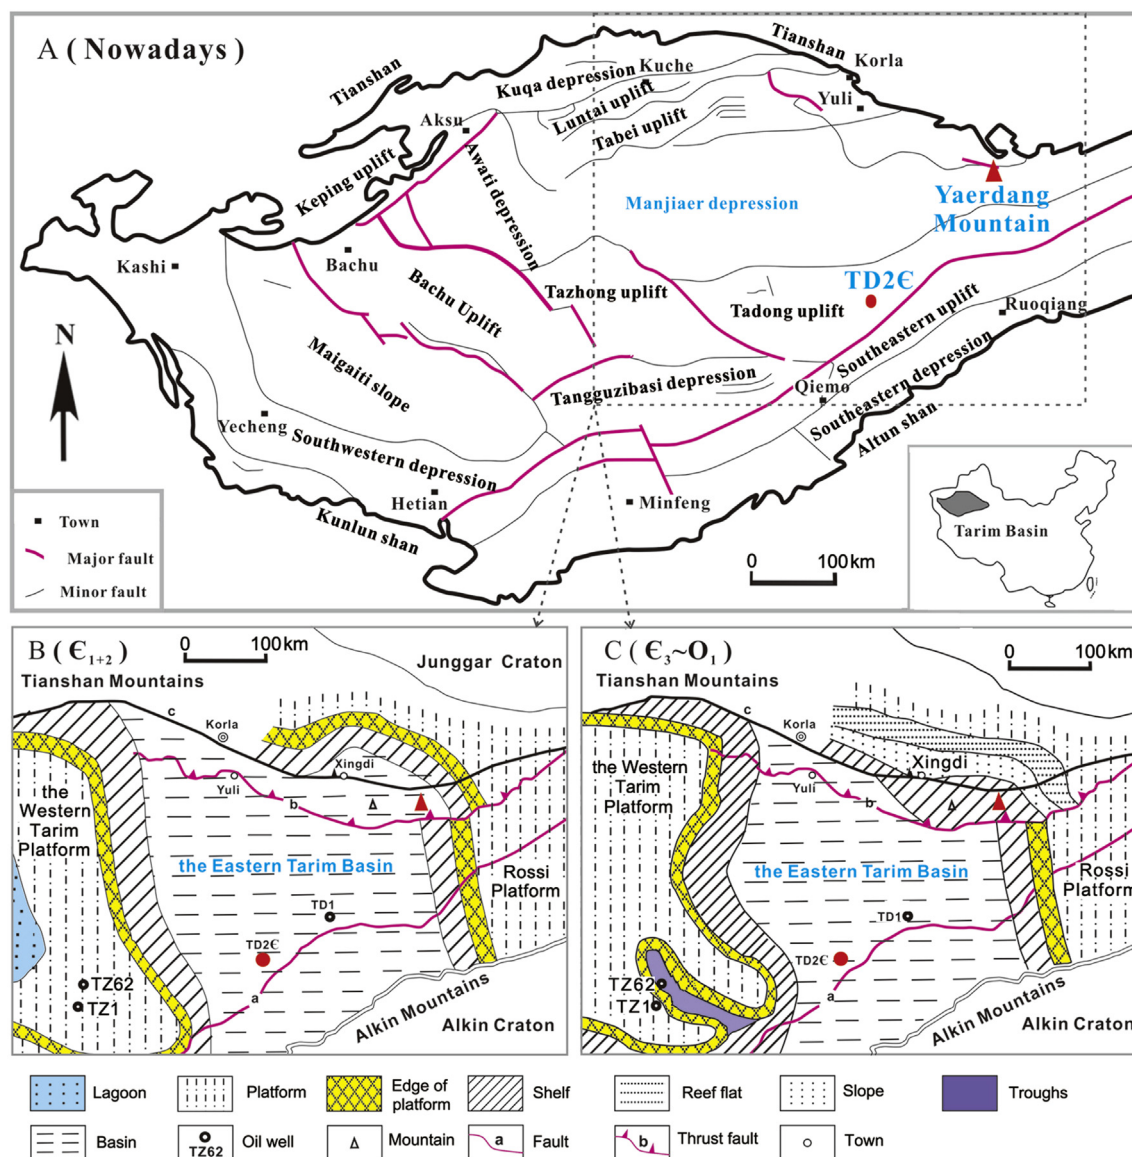 A ( Nowadays )
Tianshan
Tianshan
Korla
Kuche
Kuqa depression
Luntai uplift
Yuli
Aksu
Tabei uplift
Keping uplift
Awati depression
Manjiaer depression
Yaerdang
Mountain
Kashi
Bachu
Bachu Uplift
Tazhong uplift
TD2Є
Tadong uplift
Ruoqiang
Southeastern uplift
N
Maigaiti slope
Tangguzibasi depression
Qiemo
Southeastern depression
Altun shan
Yecheng
Southwestern depression
Hetian
Minfeng
Kunlun shan
Town
Major fault
Minor fault
0 100km
Tarim Basin
B ( Є1+2)
0 100km
Junggar Craton
Tianshan Mountains
c
Korla
Xingdi
Yuli
b
the
Western
Tarim
Platform
the Eastern Tarim Basin
Rossi
Platform
TD1
TD2Є
TZ62
TZ1
a
Alkin Mountains
Alkin Craton
C ( Є3~O1)
0 100km
Tianshan Mountains
c
Korla
Xingdi
Yuli
b
the Western
Tarim
Platform
the Eastern Tarim Basin
Rossi
Platform
TD1
TD2Є
TZ62
TZ1
a
Alkin Mountains
Alkin Craton
Lagoon
Platform
Edge of
platform
Shelf
Reef flat
Slope
Troughs
Basin
TZ62
Oil well
Mountain
a
Fault
b
Thrust fault
Town